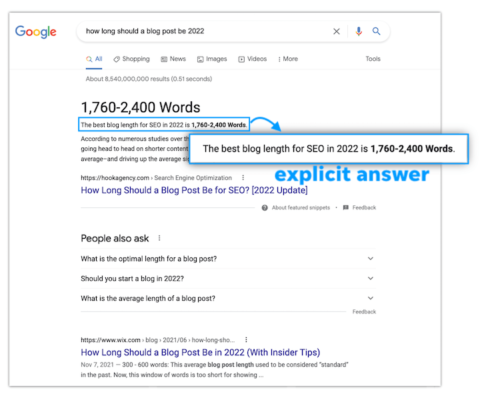 Google
how long should a blog post be 2022
All
Shopping
News
Images
Videos
More
Tools
About 8,540,000,000 results (0.51 seconds)
1,760-2,400 Words
The best blog length for SEO in 2022 is 1,760-2,400 Words.
According to numerous studies over th
going head to head on shorter content
average–and driving up the average si
The best blog length for SEO in 2022 is 1,760-2,400 Words.
explicit answer
https://hookagency.com › Search Engine Optimization
How Long Should a Blog Post Be for SEO? [2022 Update]
About featured snippets • Feedback
People also ask
What is the optimal length for a blog post?
Should you start a blog in 2022?
What is the average length of a blog post?
Feedback
https://www.wix.com › blog › 2021/06 › how-long-sho...
How Long Should a Blog Post Be in 2022 (With Insider Tips)
Nov 7, 2021 — 300 - 600 words: This average blog post length used to be considered "standard"
in the past. Now, this window of words is too short for showing ...